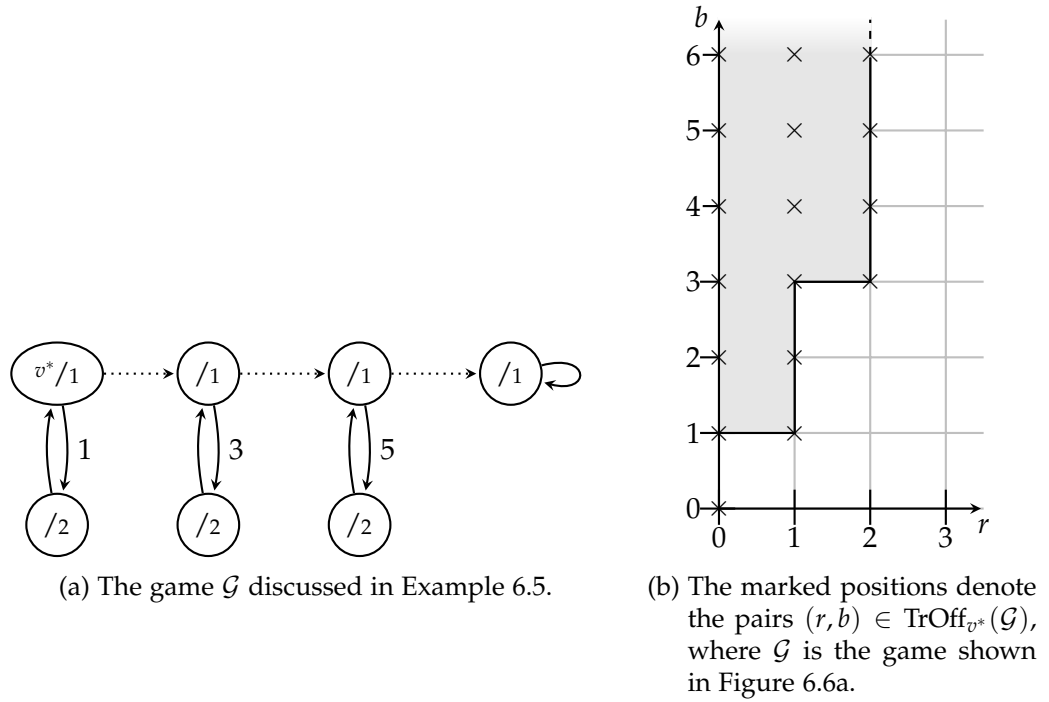 v*/1 /1 /1 /1
1 3 5
/2 /2 /2
(a) The game 𝒢 discussed in Example 6.5.
b
6
5
4
3
2
1
0
0 1 2 3 r
(b) The marked positions denote
the pairs (r, b) ∈ TrOff_{v*}(𝒢),
where 𝒢 is the game shown
in Figure 6.6a.